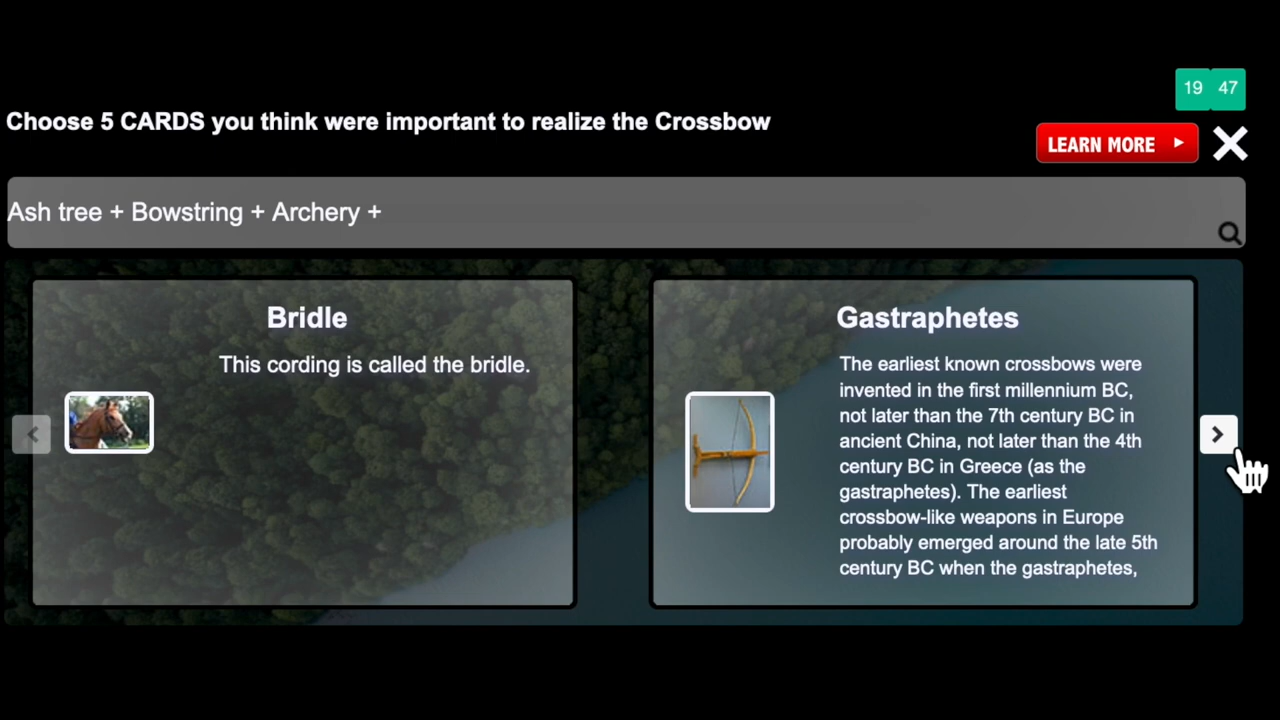 19 47
Choose 5 CARDS you think were important to realize the Crossbow
LEARN MORE
Ash tree + Bowstring + Archery +
Bridle
This cording is called the bridle.
Gastraphetes
The earliest known crossbows were
invented in the first millennium BC,
not later than the 7th century BC in
ancient China, not later than the 4th
century BC in Greece (as the
gastraphetes). The earliest
crossbow-like weapons in Europe
probably emerged around the late 5th
century BC when the gastraphetes,